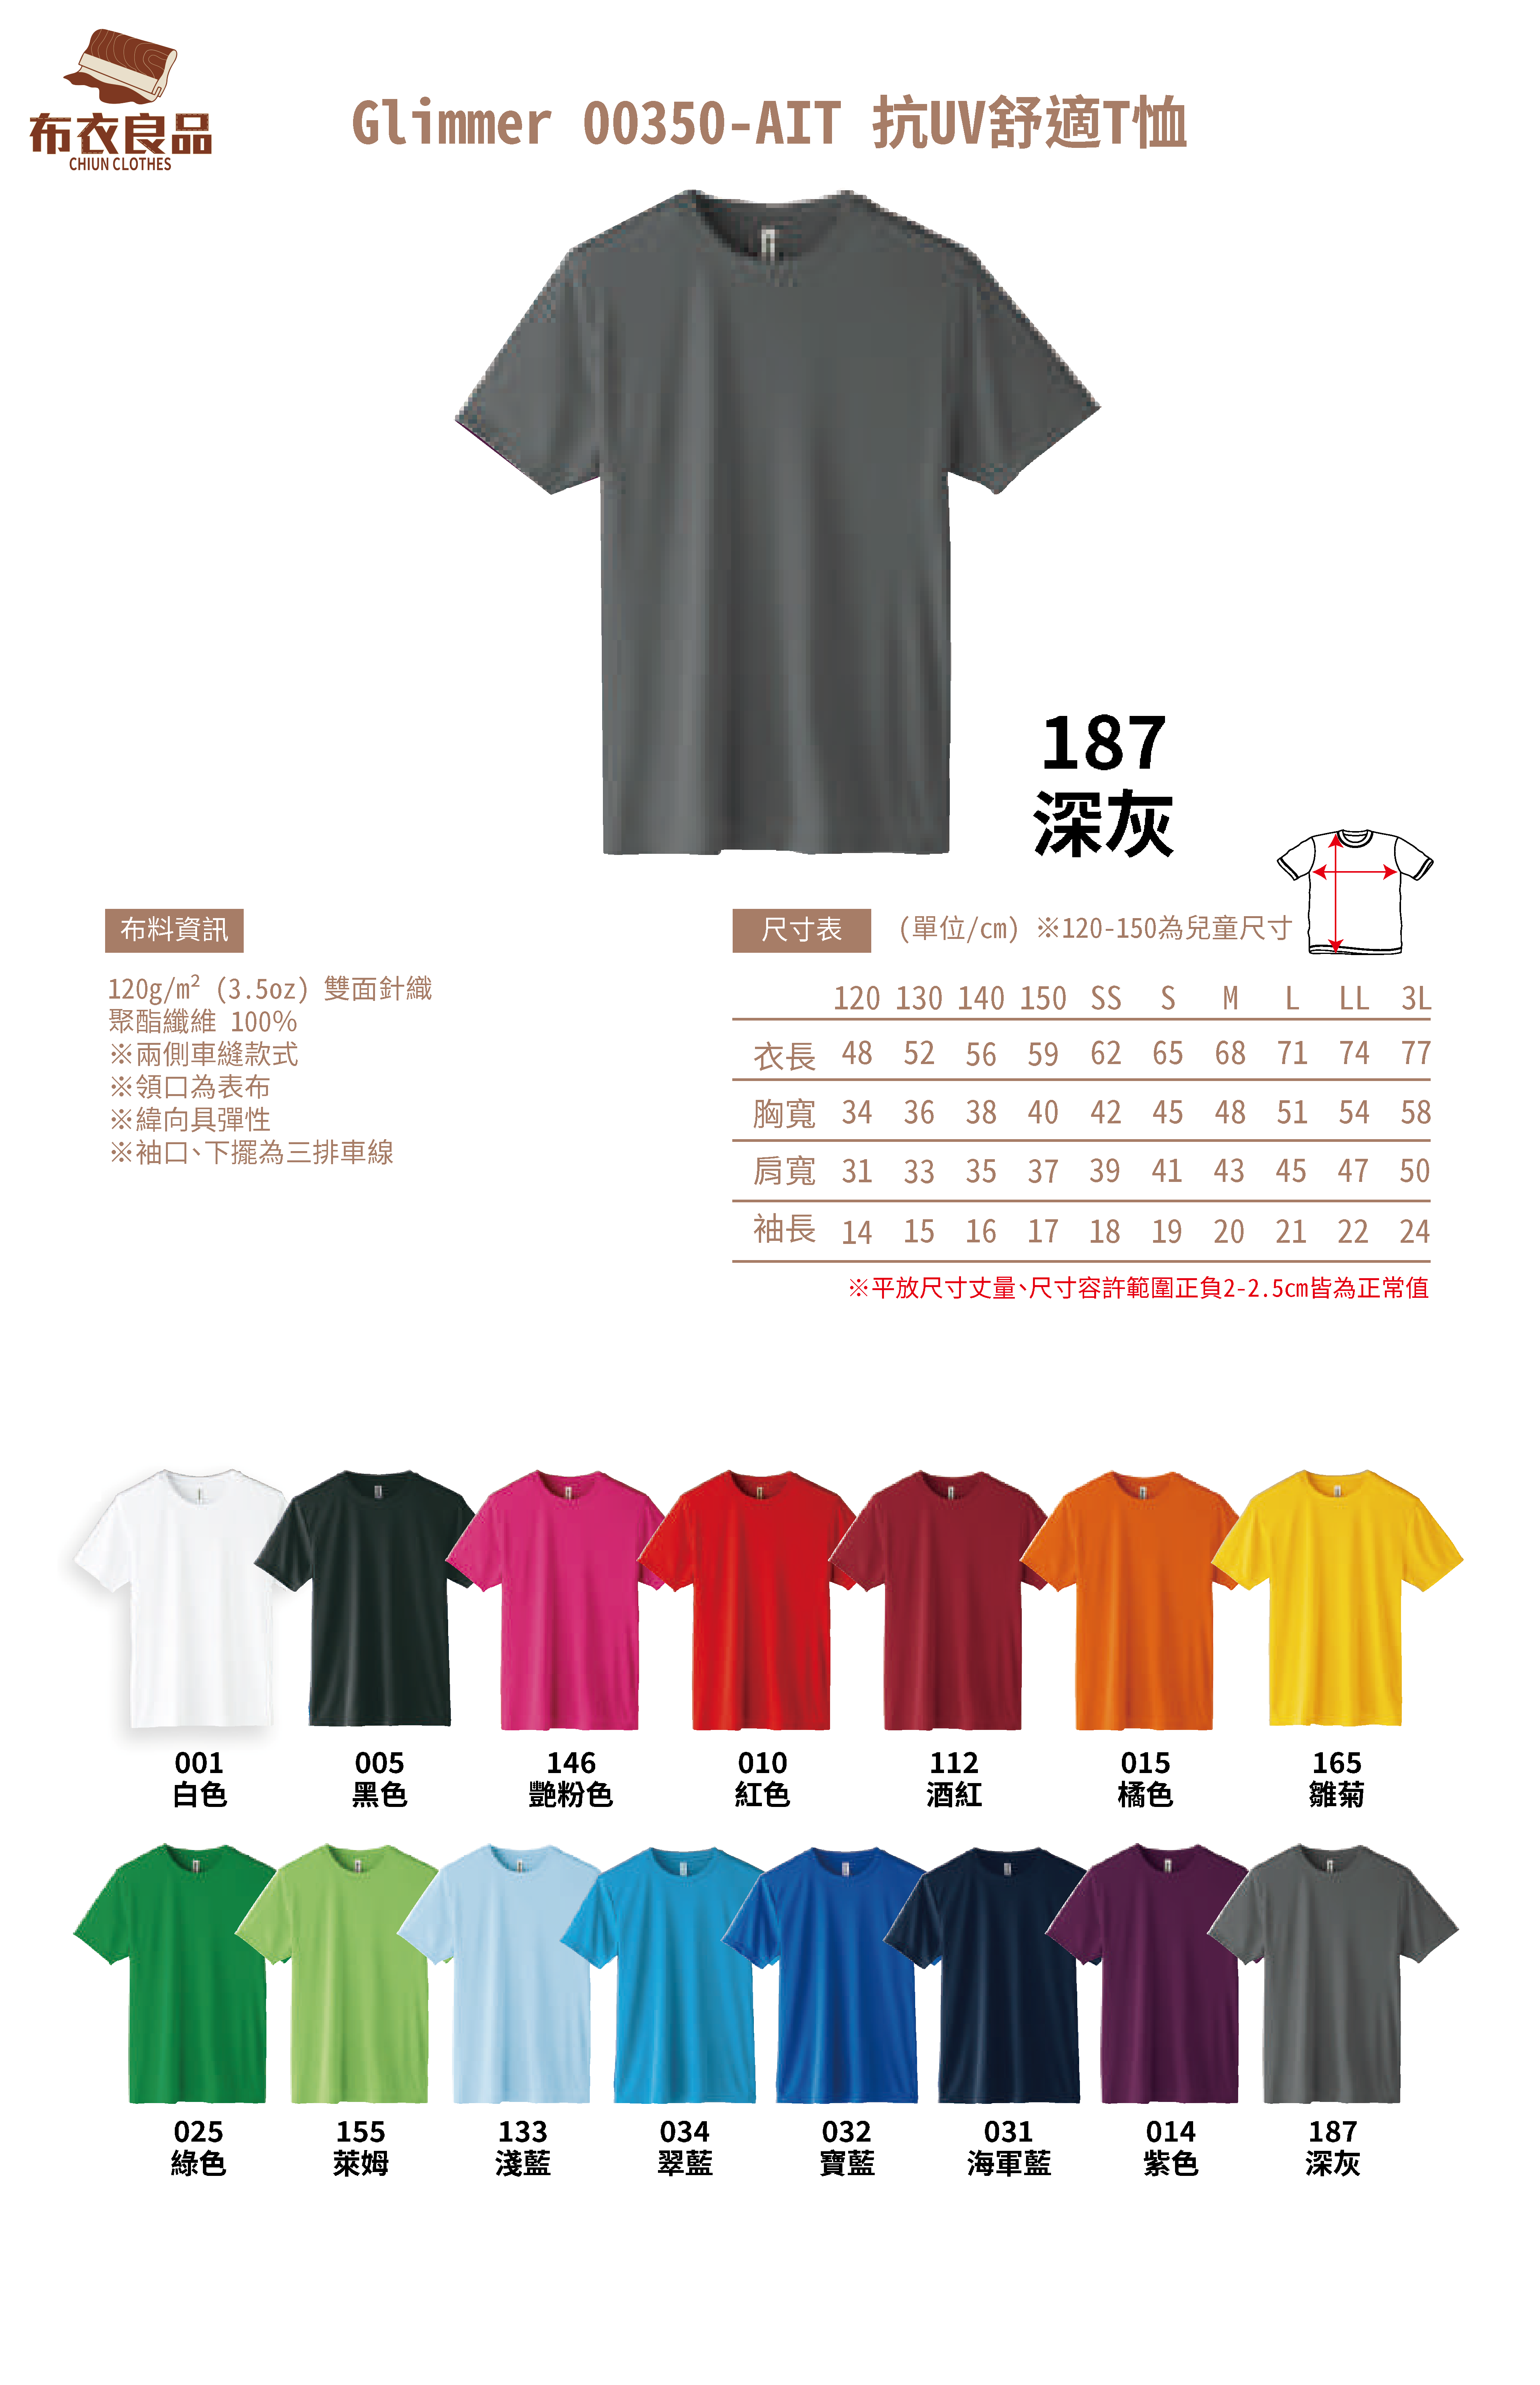 布衣良品
CHIUN CLOTHES
Glimmer 00350-AIT 抗UV舒適T恤
187
深灰
布料資訊
120g/m² (3.5oz) 雙面針織
聚酯纖維 100%
※兩側車縫款式
※領口為表布
※緯向具彈性
※袖口、下擺為三排車線
尺寸表 (單位/cm) ※120-150為兒童尺寸
120 130 140 150 SS S M L LL 3L
衣長 48 52 56 59 62 65 68 71 74 77
胸寬 34 36 38 40 42 45 48 51 54 58
肩寬 31 33 35 37 39 41 43 45 47 50
袖長 14 15 16 17 18 19 20 21 22 24
※平放尺寸丈量、尺寸容許範圍正負2-2.5cm皆為正常值
001 005 146 010 112 015 165
白色 黑色 艷粉色 紅色 酒紅 橘色 雛菊
025 155 133 034 032 031 014 187
綠色 萊姆 淺藍 翠藍 寶藍 海軍藍 紫色 深灰